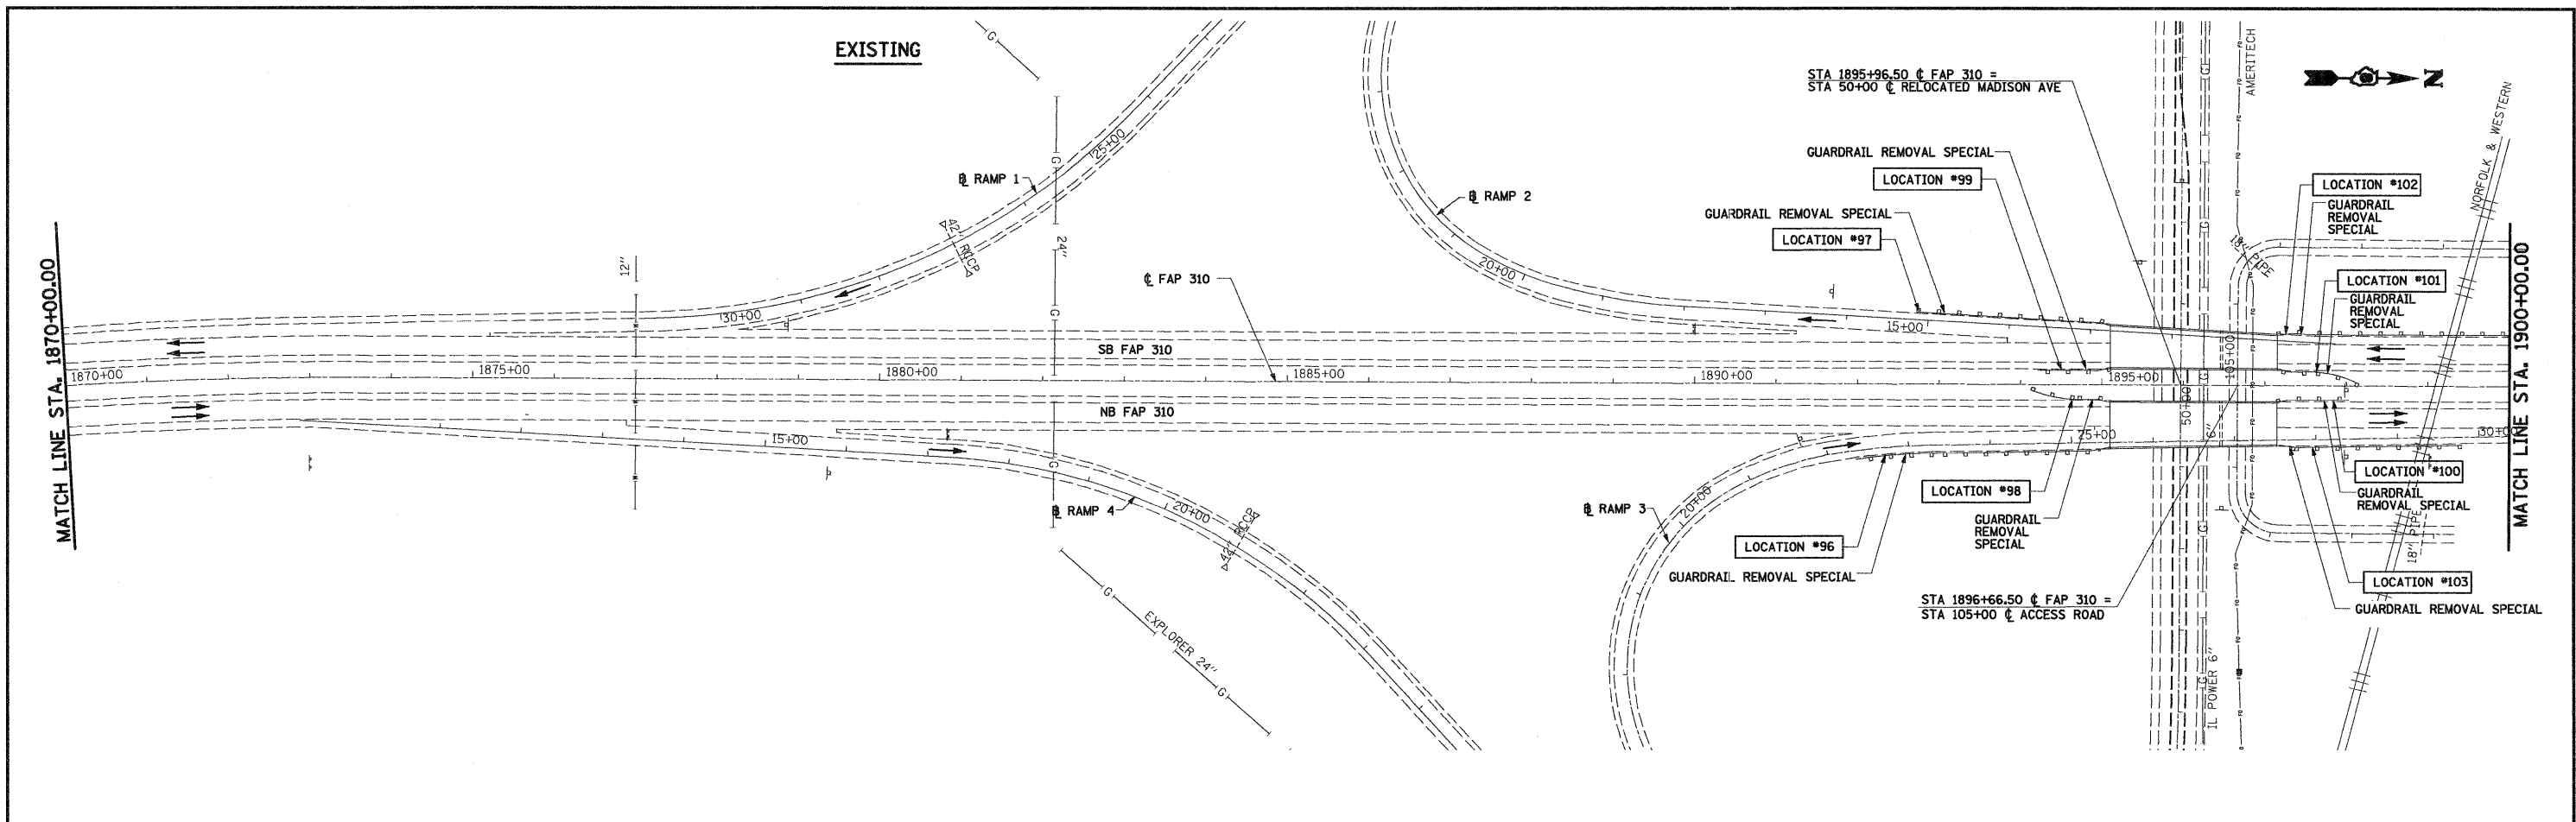 EXISTING
MATCH LINE STA. 1870+00.00
1870+00
1875+00
1880+00
1885+00
1890+00
1895+00
12"
30+00
42" RCCP
25+00
℄ RAMP 1
G
G
G
24"
G
G
℄ FAP 310
SB FAP 310
NB FAP 310
15+00
℄ RAMP 4
20+00
42" RCCP
G
EXPLORER 24"
G
℄ RAMP 2
20+00
15+00
℄ RAMP 3
20+00
25+00
30+00
STA 1895+96.50 ℄ FAP 310 =
STA 50+00 ℄ RELOCATED MADISON AVE
GUARDRAIL REMOVAL SPECIAL
LOCATION #99
GUARDRAIL REMOVAL SPECIAL
LOCATION #97
LOCATION #98
GUARDRAIL
REMOVAL
SPECIAL
LOCATION #96
GUARDRAIL REMOVAL SPECIAL
STA 1896+66.50 ℄ FAP 310 =
STA 105+00 ℄ ACCESS ROAD
50+00
105+00
6"
G
G
G
G
G
IL POWER 6"
AMERITECH
FO
FO
FO
18" PIPE
N
NORFOLK & WESTERN
LOCATION #102
GUARDRAIL
REMOVAL
SPECIAL
LOCATION #101
GUARDRAIL
REMOVAL
SPECIAL
LOCATION #100
GUARDRAIL
REMOVAL SPECIAL
18" PIPE
LOCATION #103
GUARDRAIL REMOVAL SPECIAL
MATCH LINE STA. 1900+00.00